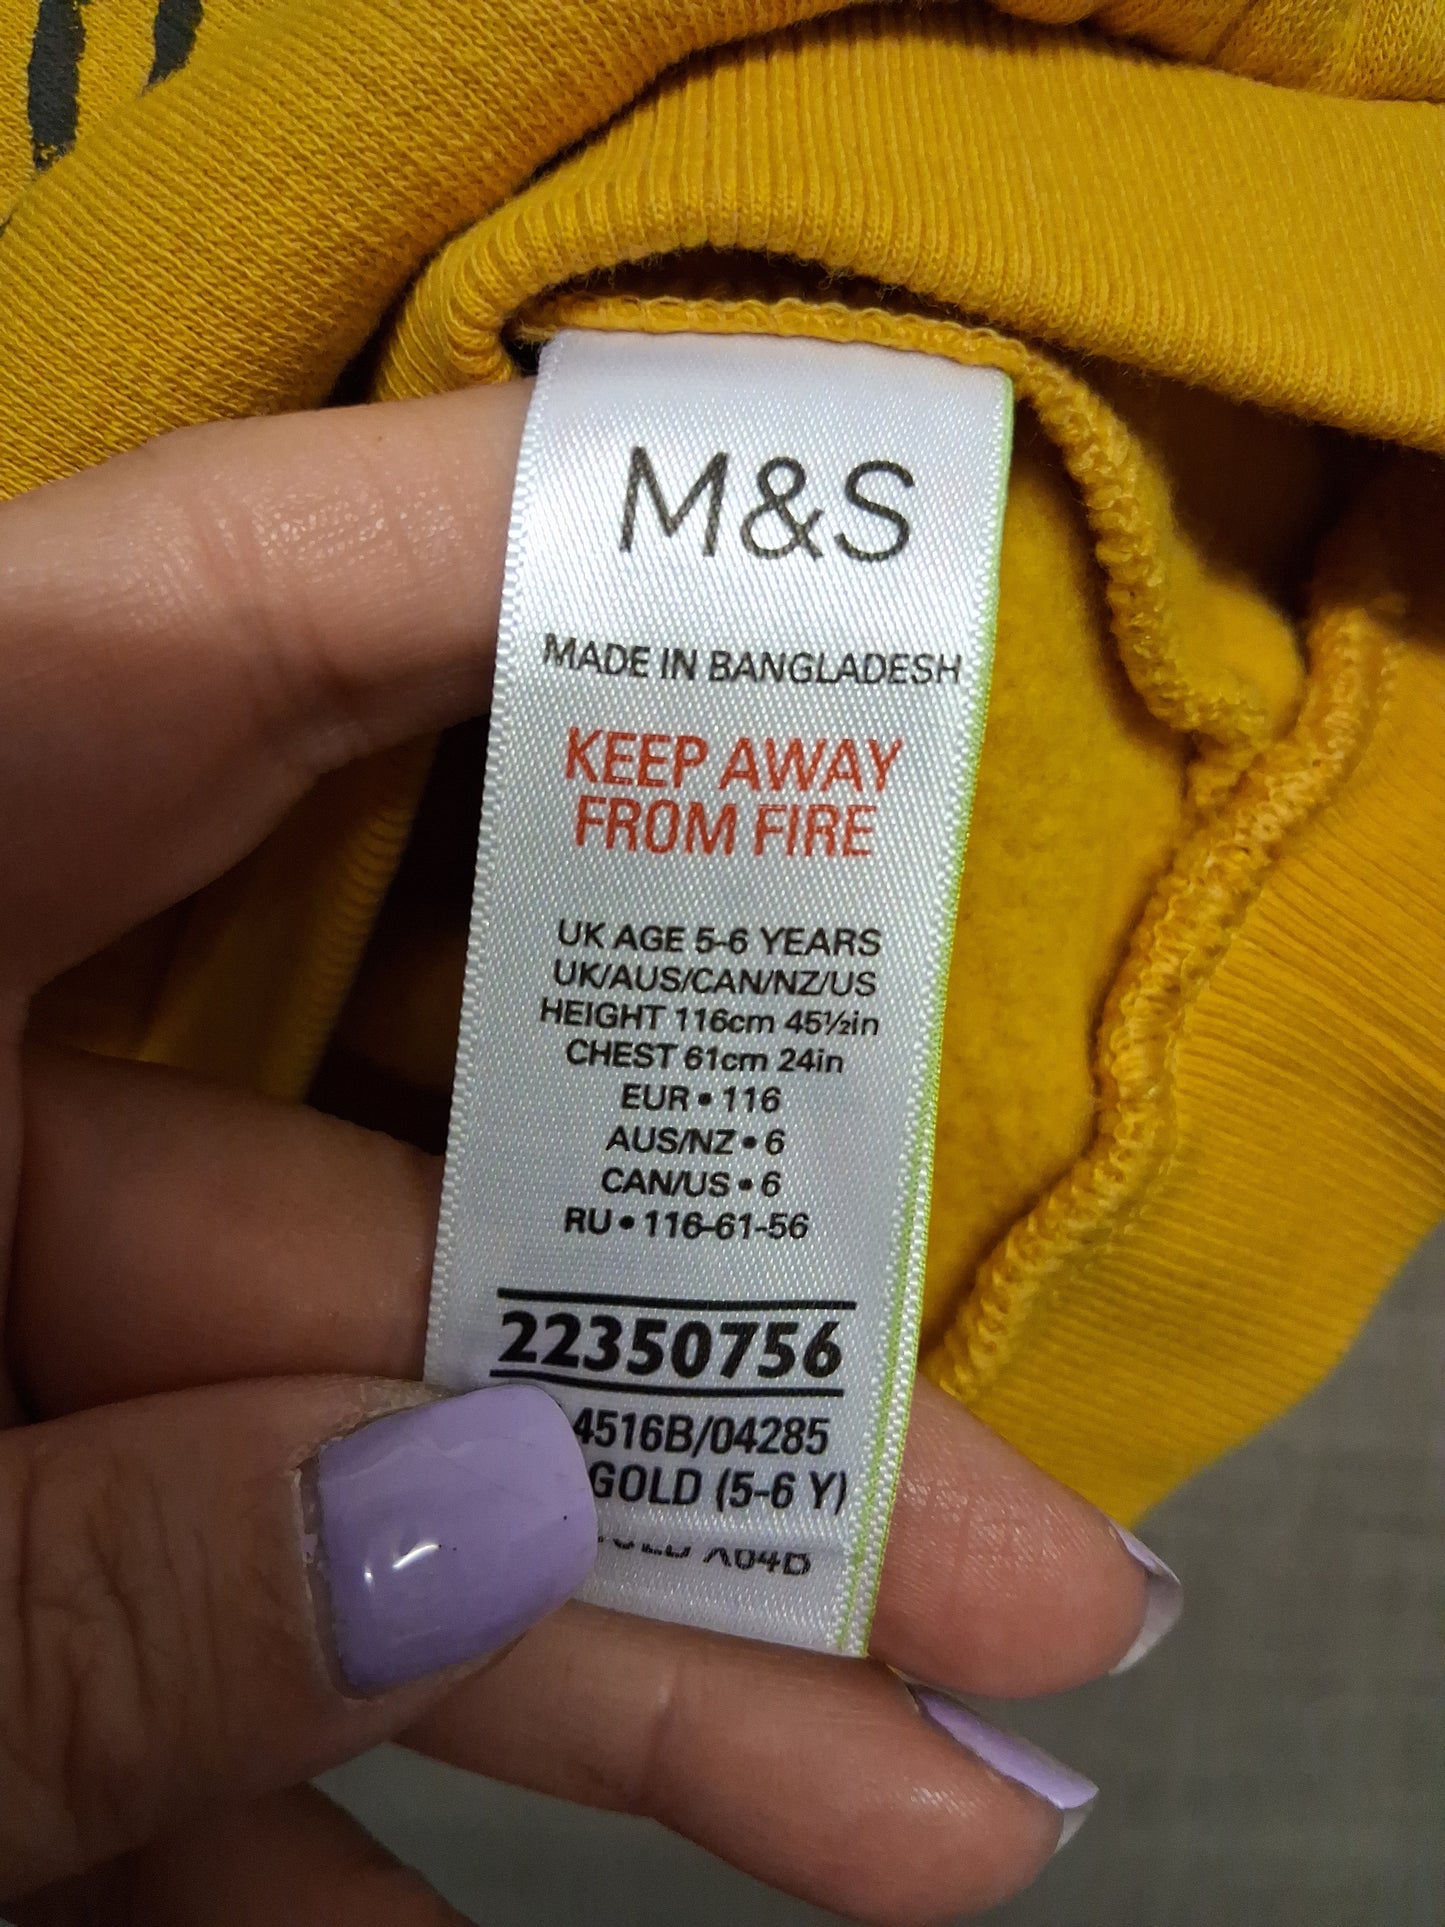 M&S
MADE IN BANGLADESH
KEEP AWAY
FROM FIRE
UK AGE 5-6 YEARS
UK/AUS/CAN/NZ/US
HEIGHT 116cm 45½in
CHEST 61cm 24in
EUR • 116
AUS/NZ • 6
CAN/US • 6
RU • 116-61-56
22350756
4516B/04285
GOLD (5-6 Y)